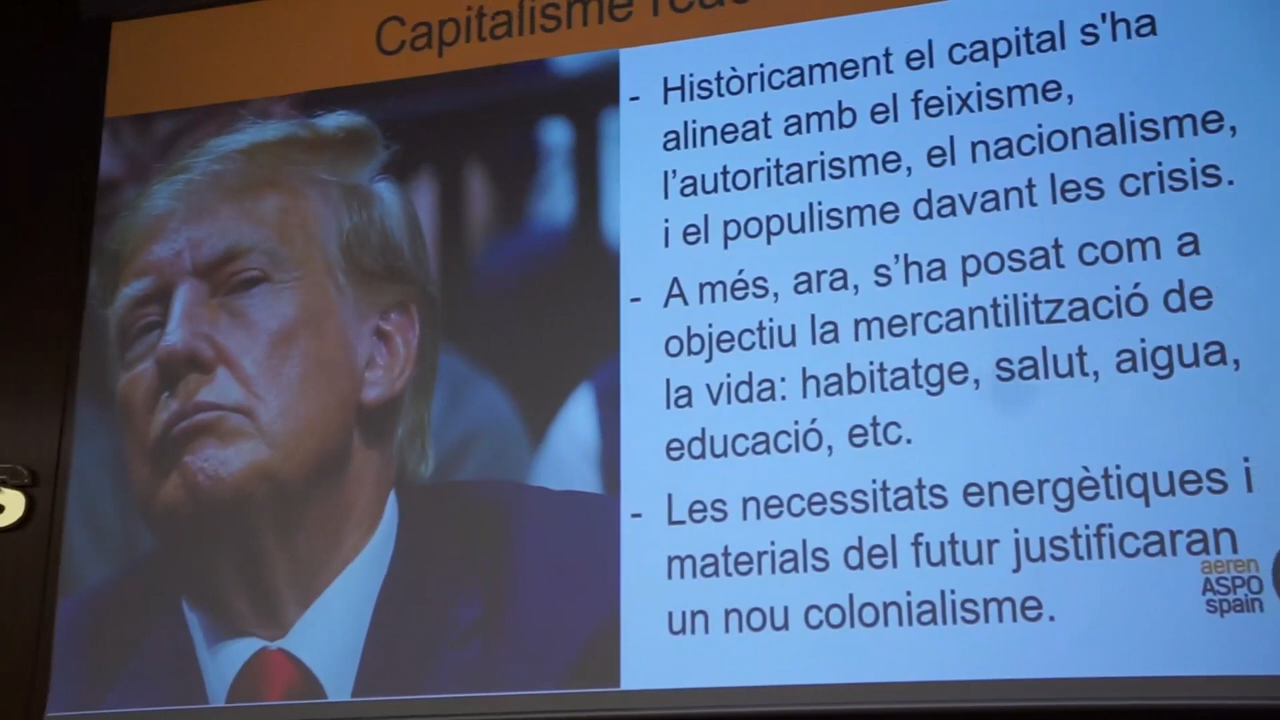 Capitalisme
- Històricament el capital s'ha
alineat amb el feixisme,
l’autoritarisme, el nacionalisme,
i el populisme davant les crisis.
- A més, ara, s’ha posat com a
objectiu la mercantilització de
la vida: habitatge, salut, aigua,
educació, etc.
- Les necessitats energètiques i
materials del futur justificaran
un nou colonialisme.
aeren
ASPO
spain